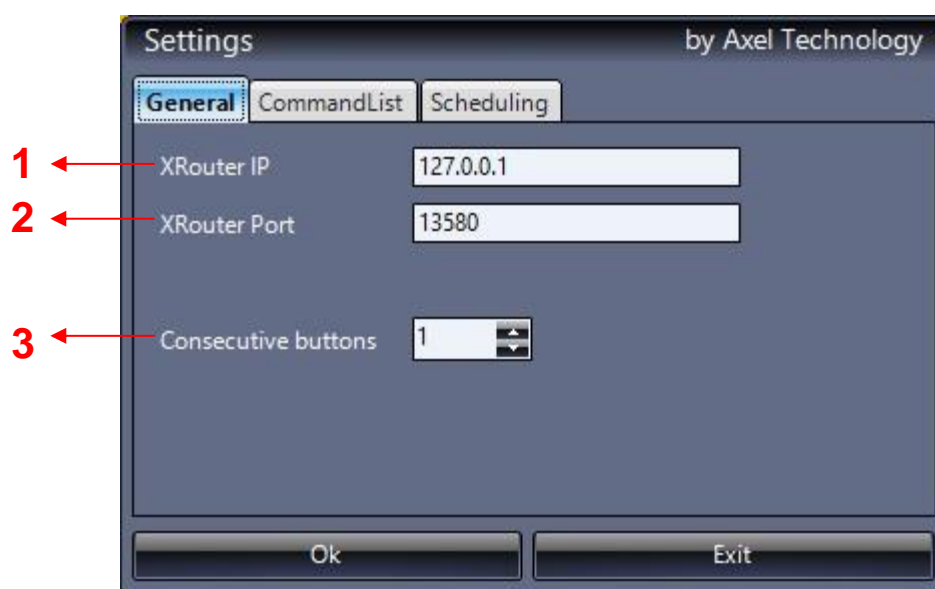 Settings by Axel Technology
General CommandList Scheduling
1 XRouter IP 127.0.0.1
2 XRouter Port 13580
3 Consecutive buttons 1
Ok Exit